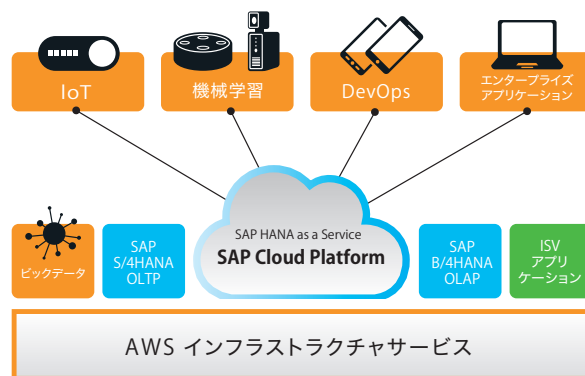 IoT
機械学習
DevOps
エンタープライズ
アプリケーション
SAP HANA as a Service
SAP Cloud Platform
ビックデータ
SAP
S/4HANA
OLTP
SAP
B/4HANA
OLAP
ISV
アプリ
ケーション
AWS インフラストラクチャサービス